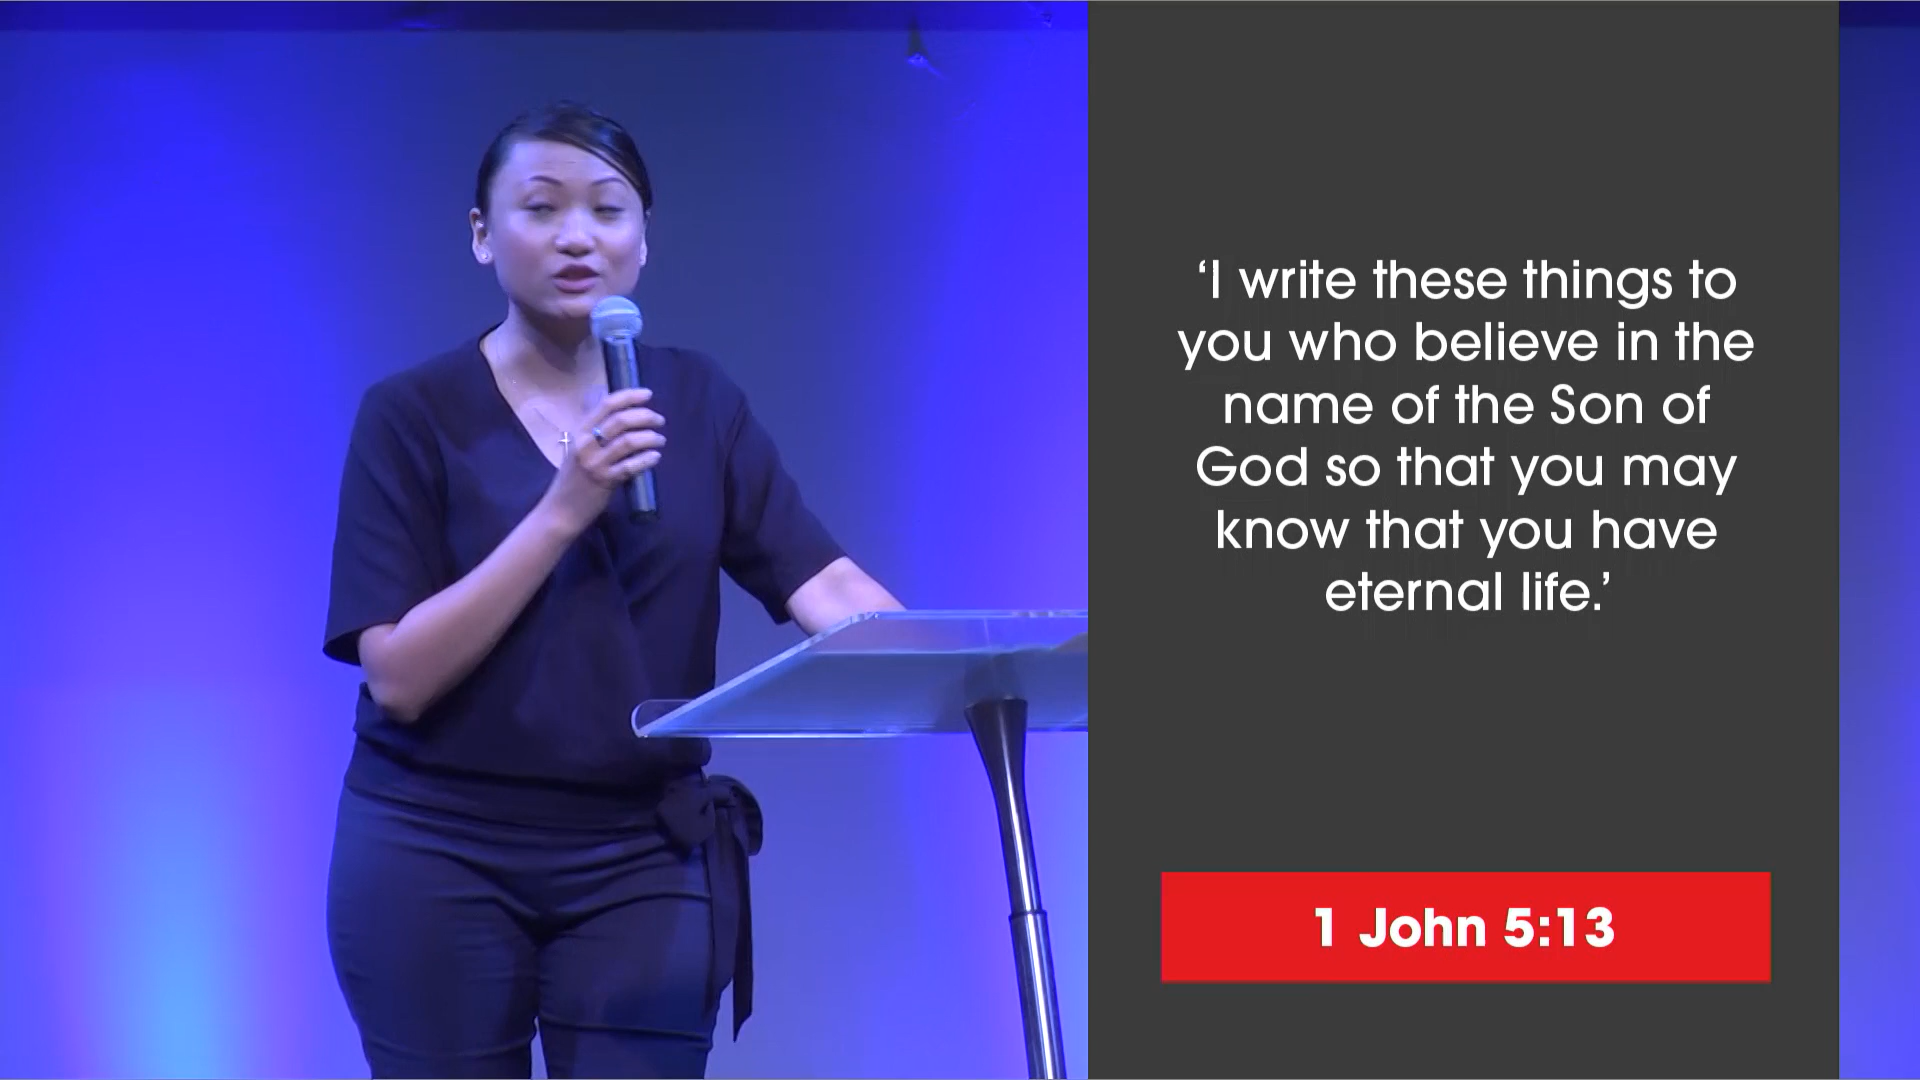 ‘I write these things to
you who believe in the
name of the Son of
God so that you may
know that you have
eternal life.’
1 John 5:13